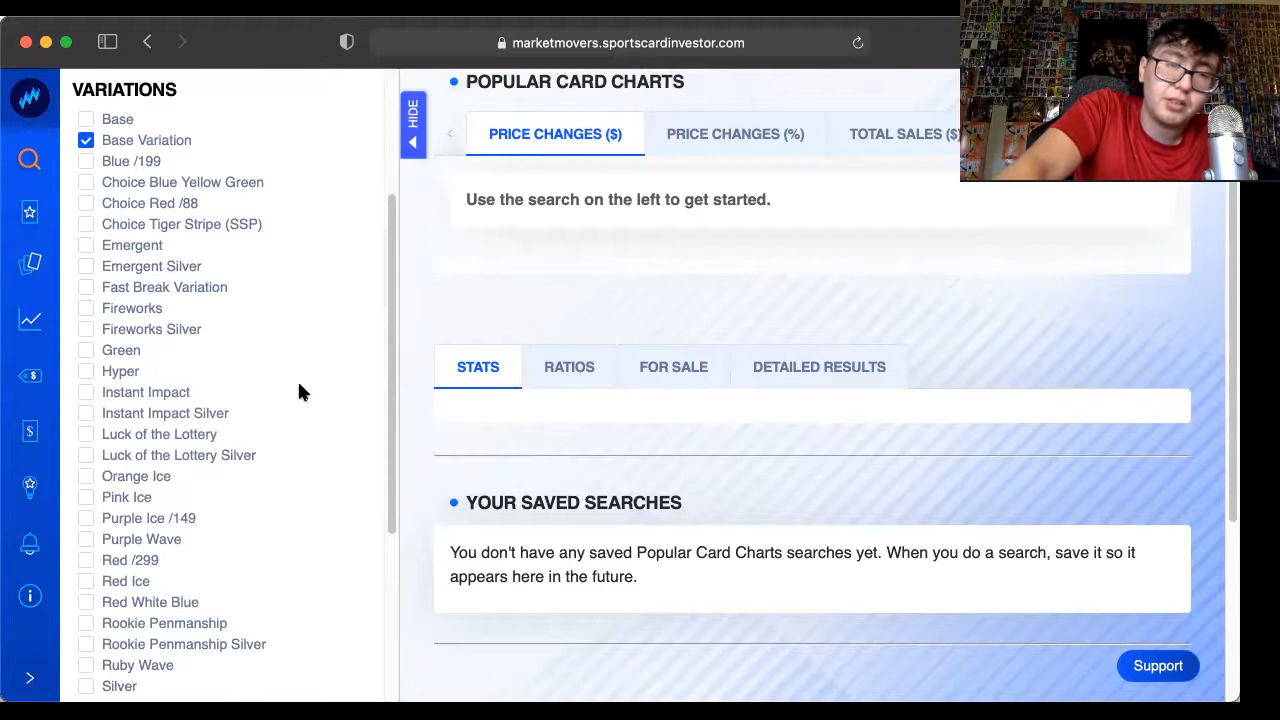 marketmovers.sportscardinvestor.com
VARIATIONS
Base
Base Variation
Blue /199
Choice Blue Yellow Green
Choice Red /88
Choice Tiger Stripe (SSP)
Emergent
Emergent Silver
Fast Break Variation
Fireworks
Fireworks Silver
Green
Hyper
Instant Impact
Instant Impact Silver
Luck of the Lottery
Luck of the Lottery Silver
Orange Ice
Pink Ice
Purple Ice /149
Purple Wave
Red /299
Red Ice
Red White Blue
Rookie Penmanship
Rookie Penmanship Silver
Ruby Wave
Silver
HIDE
POPULAR CARD CHARTS
PRICE CHANGES ($) PRICE CHANGES (%) TOTAL SALES ($)
Use the search on the left to get started.
STATS RATIOS FOR SALE DETAILED RESULTS
YOUR SAVED SEARCHES
You don't have any saved Popular Card Charts searches yet. When you do a search, save it so it
appears here in the future.
Support